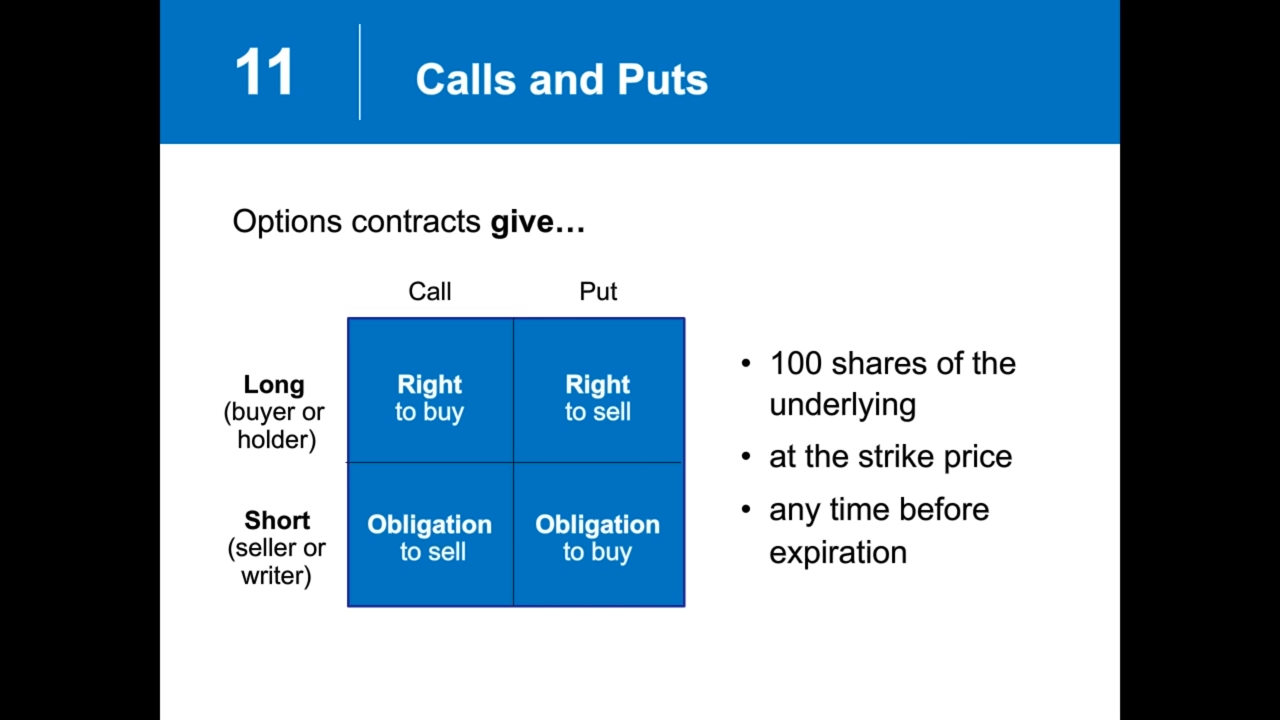 11
Calls and Puts
Options contracts give…
Call
Put
Long
(buyer or
holder)
Right
to buy
Right
to sell
Short
(seller or
writer)
Obligation
to sell
Obligation
to buy
• 100 shares of the
underlying
• at the strike price
• any time before
expiration